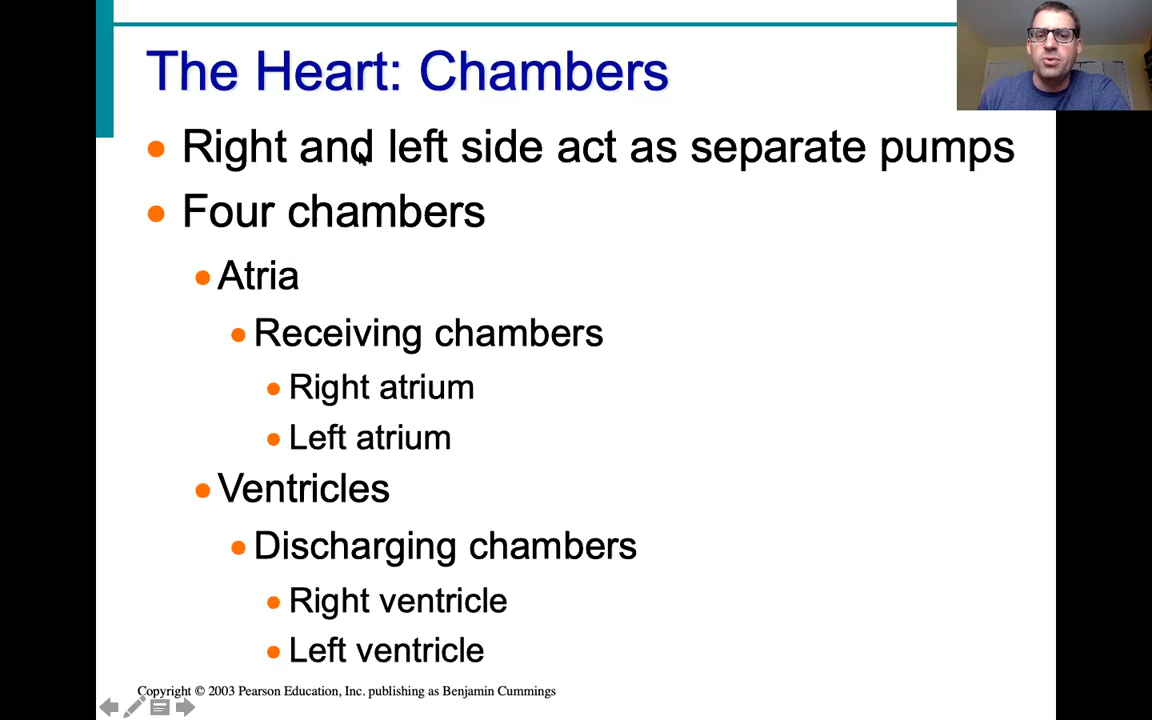 The Heart: Chambers
Right and left side act as separate pumps
Four chambers
Atria
Receiving chambers
Right atrium
Left atrium
Ventricles
Discharging chambers
Right ventricle
Left ventricle
Copyright © 2003 Pearson Education, Inc. publishing as Benjamin Cummings